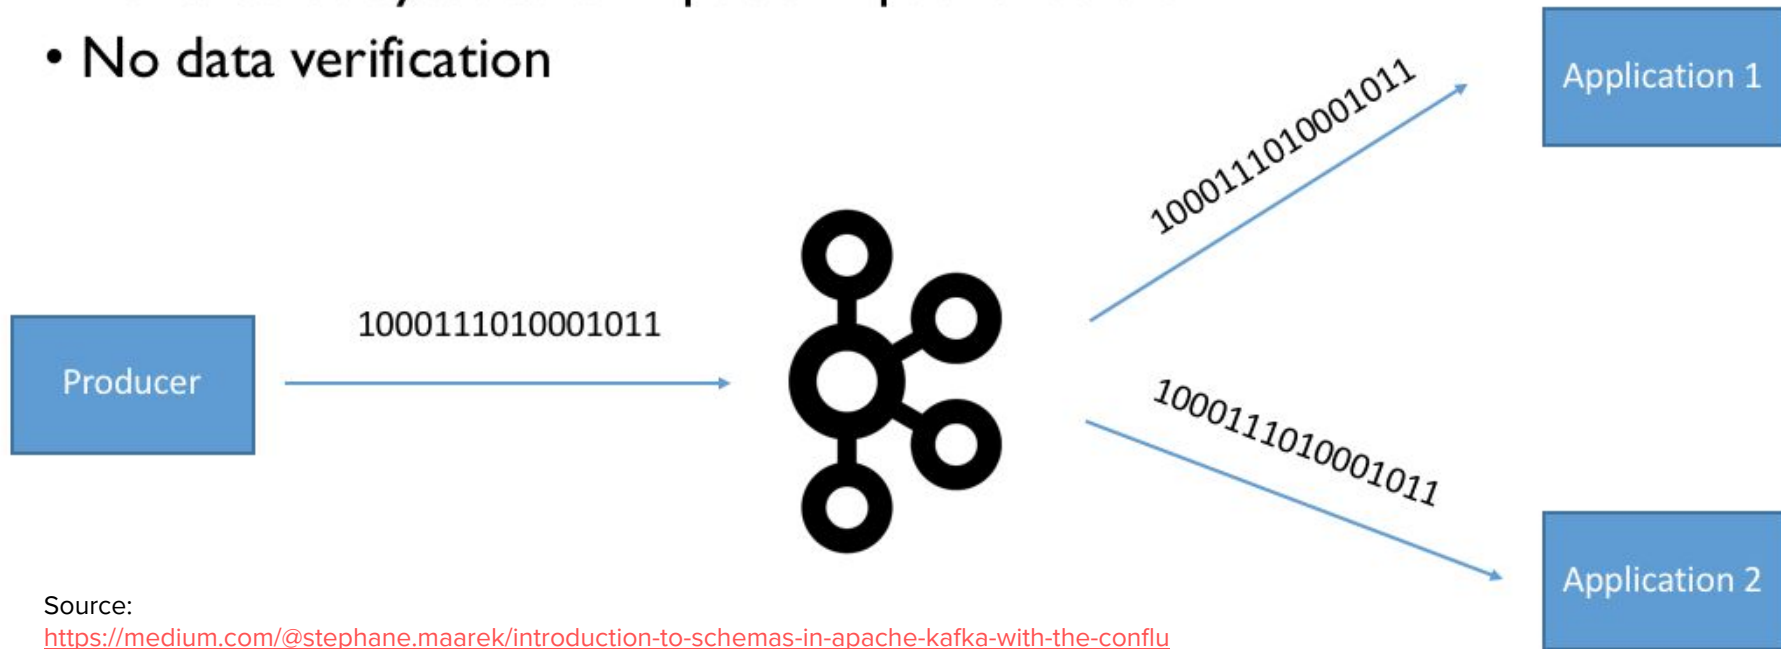 • No data verification
Application 1
1000111010001011
1000111010001011
Producer
1000111010001011
Application 2
Source:
https://medium.com/@stephane.maarek/introduction-to-schemas-in-apache-kafka-with-the-conflu